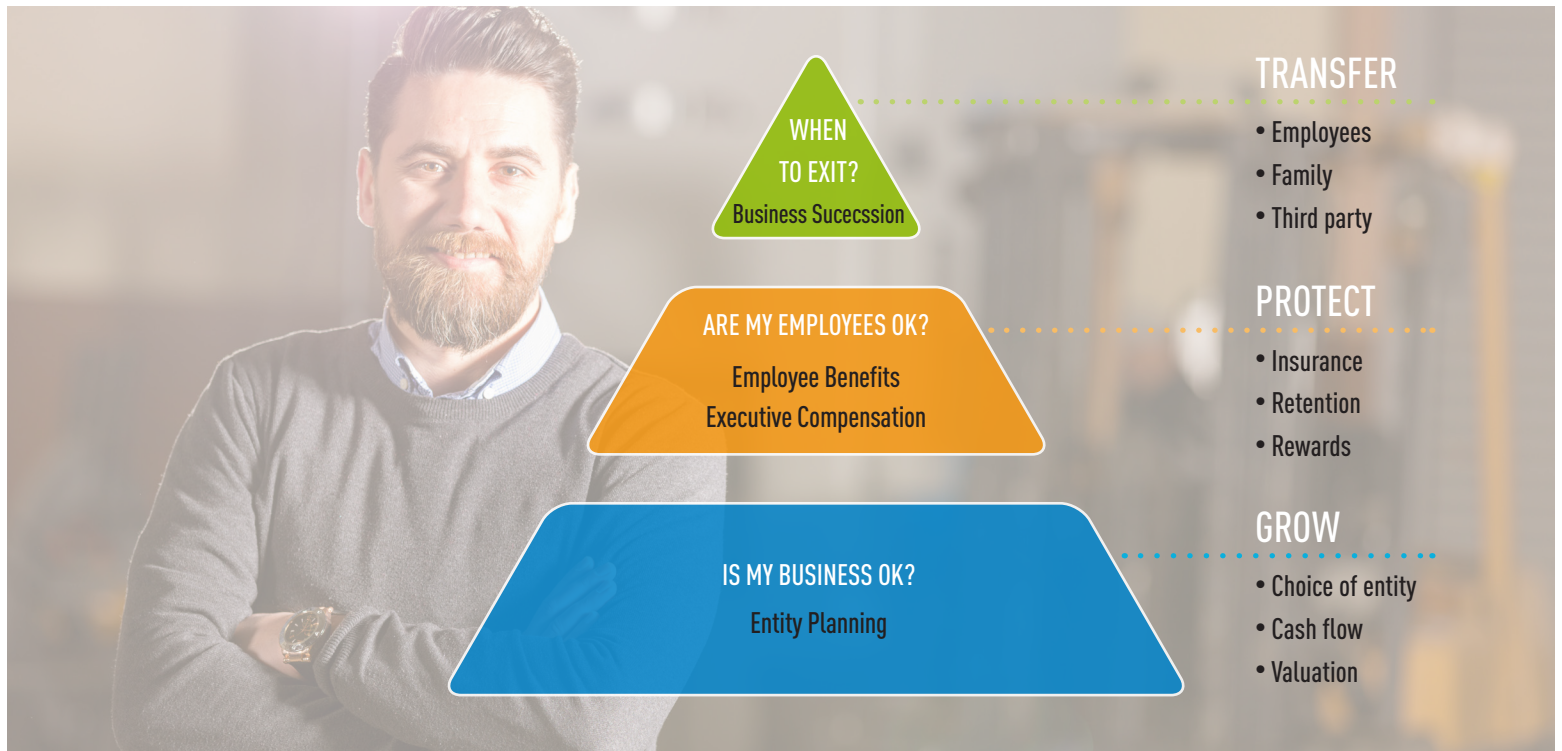 WHEN
TO EXIT?
Business Sucecssion
TRANSFER
• Employees
• Family
• Third party
ARE MY EMPLOYEES OK?
Employee Benefits
Executive Compensation
PROTECT
• Insurance
• Retention
• Rewards
IS MY BUSINESS OK?
Entity Planning
GROW
• Choice of entity
• Cash flow
• Valuation